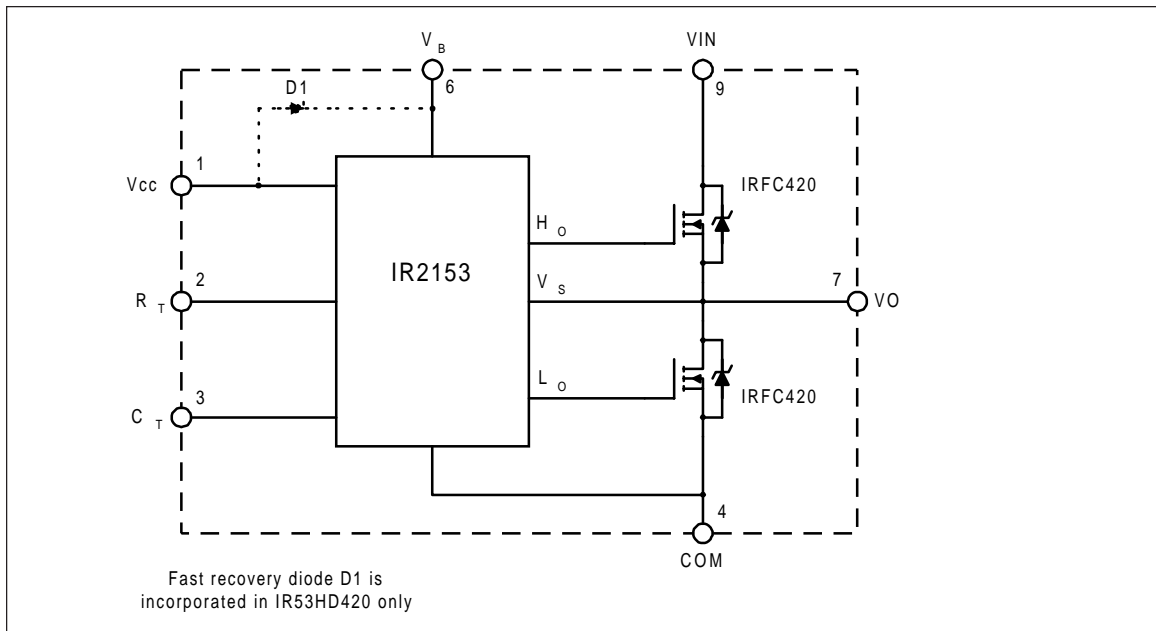 V B
VIN
6
9
D1
1
Vcc
IRFC420
H O
2
IR2153
V S
7
R T
VO
L O
3
IRFC420
C T
4
COM
Fast recovery diode D1 is
incorporated in IR53HD420 only